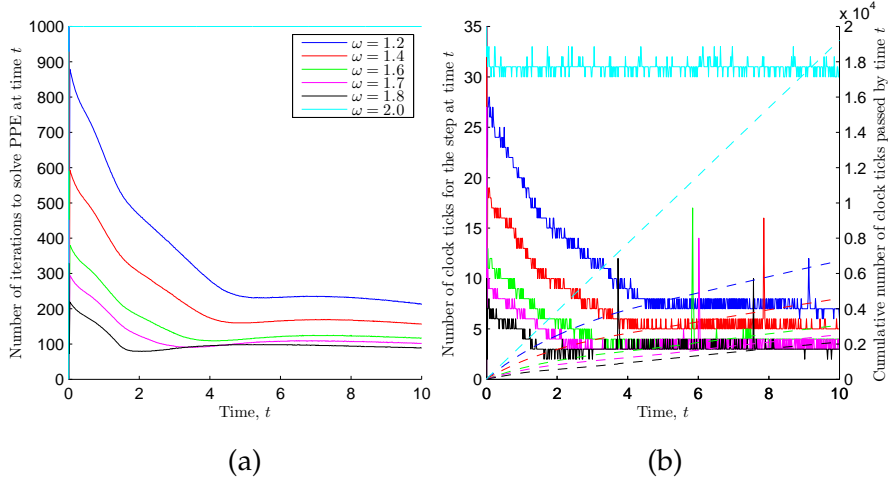 Number of iterations to solve PPE at time t
1000
900
800
700
600
500
400
300
200
100
0
0 2 4 6 8 10
Time, t
ω = 1.2
ω = 1.4
ω = 1.6
ω = 1.7
ω = 1.8
ω = 2.0
(a)
Number of clock ticks for the step at time t
35
30
25
20
15
10
5
0
0 2 4 6 8 10
Time, t
x 10⁴
2
1.8
1.6
1.4
1.2
1
0.8
0.6
0.4
0.2
0
Cumulative number of clock ticks passed by time t
(b)